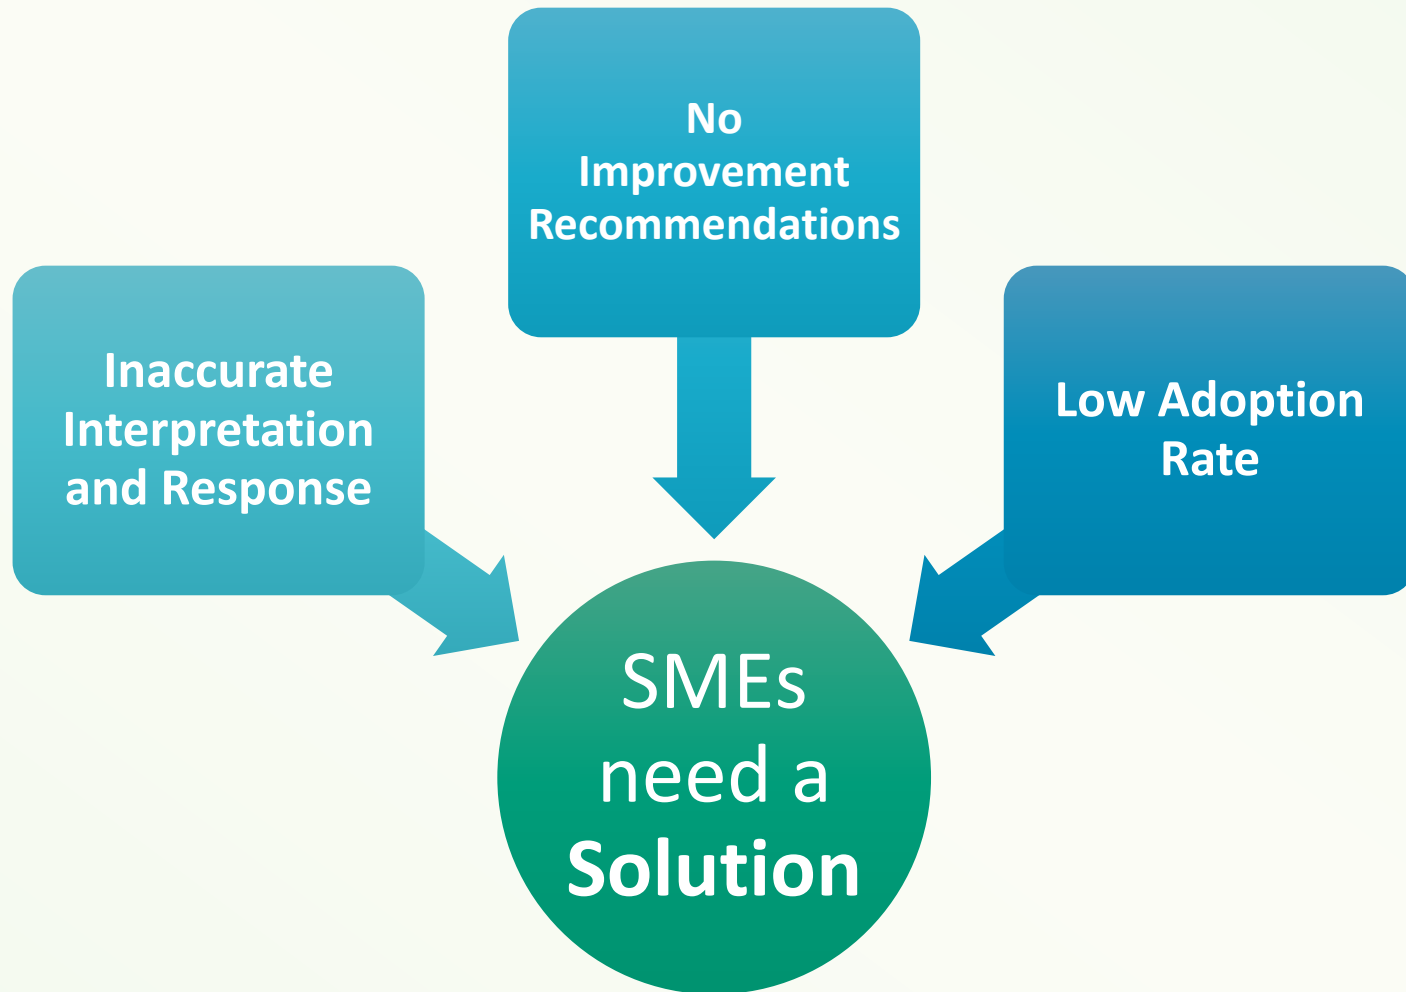 No
Improvement
Recommendations
Inaccurate
Interpretation
and Response
Low Adoption
Rate
SMEs
need a
Solution